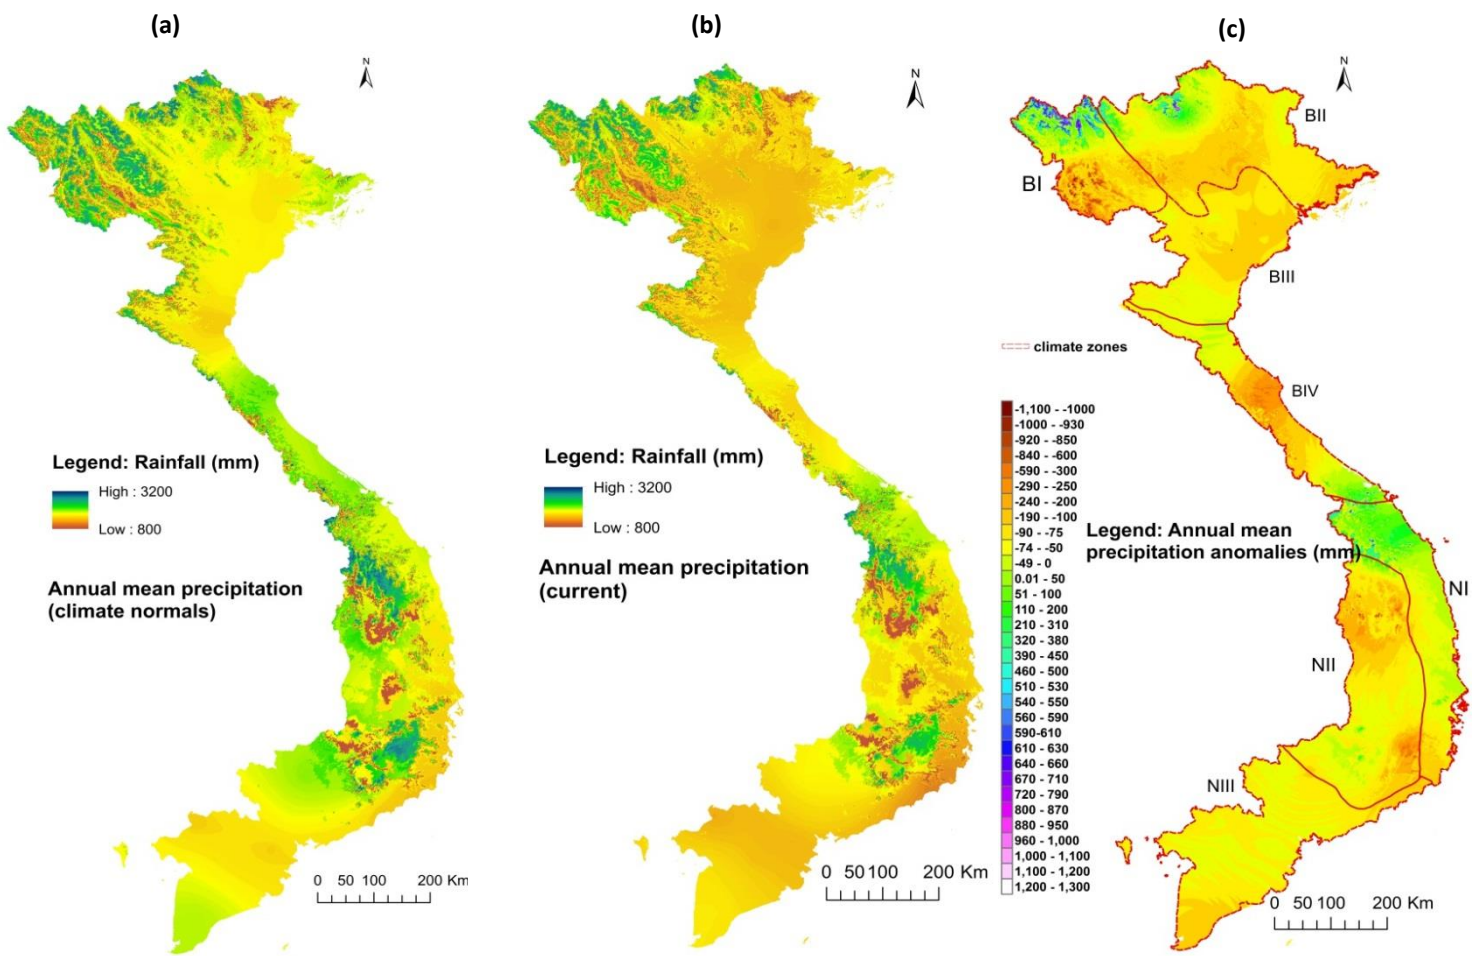 (a)
(b)
(c)
N
N
N
BII
BI
BIII
climate zones
BIV
Legend: Rainfall (mm)
High : 3200
Low : 800
Annual mean precipitation
(climate normals)
0 50 100 200 Km
Legend: Rainfall (mm)
High : 3200
Low : 800
Annual mean precipitation
(current)
0 50 100 200 Km
-1,100 - -1000
-1000 - -930
-920 - -850
-840 - -600
-590 - -300
-290 - -250
-240 - -200
-190 - -100
-90 - -75
-74 - -50
-49 - 0
0.01 - 50
51 - 100
110 - 200
210 - 310
320 - 380
390 - 450
460 - 500
510 - 530
540 - 550
560 - 590
590-610
610 - 630
640 - 660
670 - 710
720 - 790
800 - 870
880 - 950
960 - 1,000
1,000 - 1,100
1,100 - 1,200
1,200 - 1,300
Legend: Annual mean
precipitation anomalies (mm)
NI
NII
NIII
0 50 100 200 Km